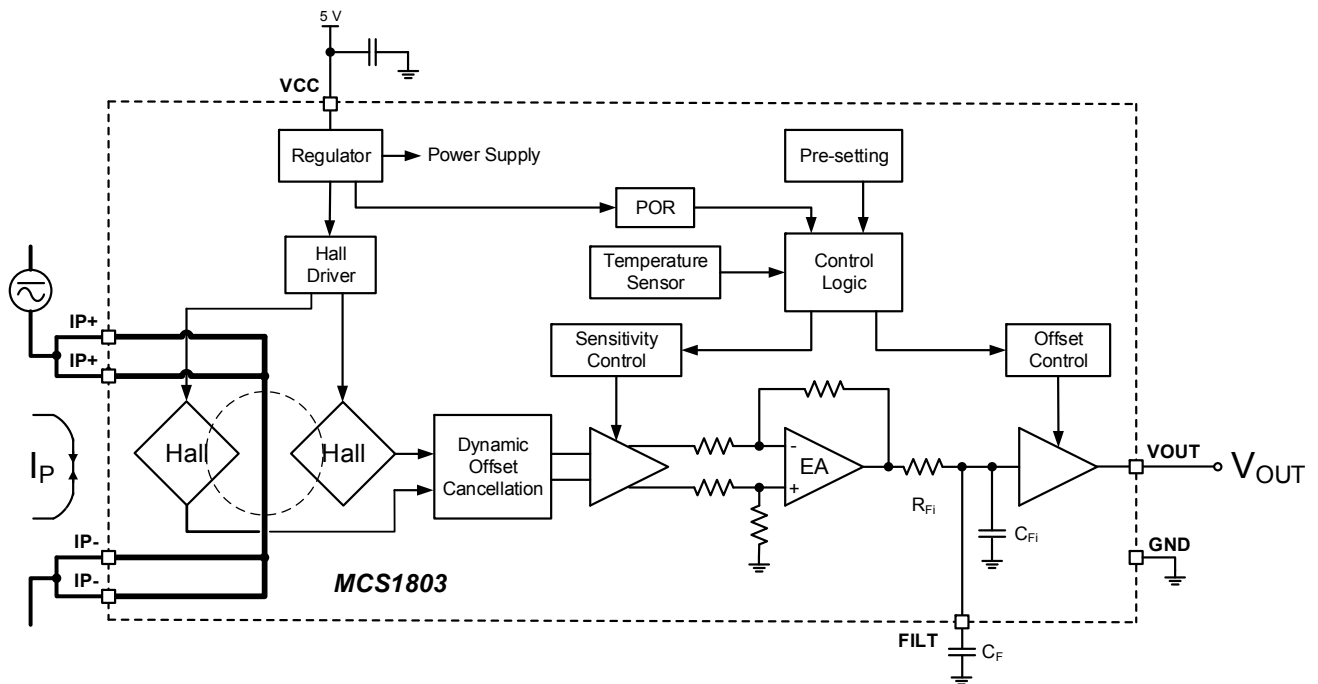 5 V
VCC
Regulator
Power Supply
Pre-setting
POR
Hall
Driver
Temperature
Sensor
Control
Logic
IP+
IP+
Sensitivity
Control
Offset
Control
Hall
Hall
Dynamic
Offset
Cancellation
-
EA
+
VOUT
VOUT
IP
RFi
CFi
GND
IP-
IP-
MCS1803
FILT
CF